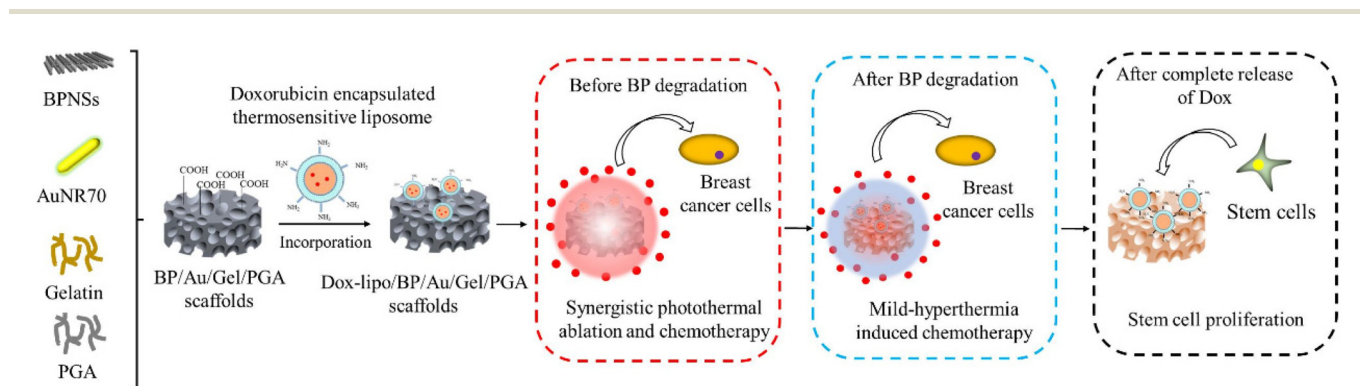 BPNSs
AuNR70
Gelatin
PGA
COOH
COOH
COOH
COOH
BP/Au/Gel/PGA
scaffolds
Doxorubicin encapsulated
thermosensitive liposome
NH2
H2N
NH2
NH2
NH2
NH2
Incorporation
Dox-lipo/BP/Au/Gel/PGA
scaffolds
Before BP degradation
Breast
cancer cells
Synergistic photothermal
ablation and chemotherapy
After BP degradation
Breast
cancer cells
Mild-hyperthermia
induced chemotherapy
After complete release
of Dox
Stem cells
Stem cell proliferation